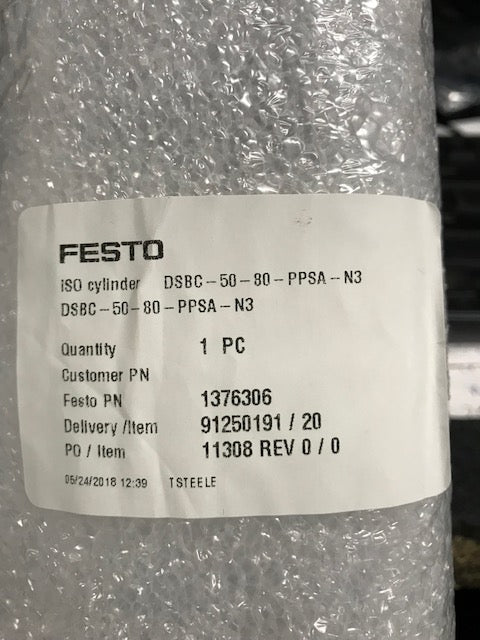 FESTO
ISO cylinder DSBC-50-80-PPSA-N3
DSBC-50-80-PPSA-N3
Quantity 1 PC
Customer PN
Festo PN 1376306
Delivery /Item 91250191 / 20
PO / Item 11308 REV 0 / 0
05/24/2018 12:39 TSTEELE